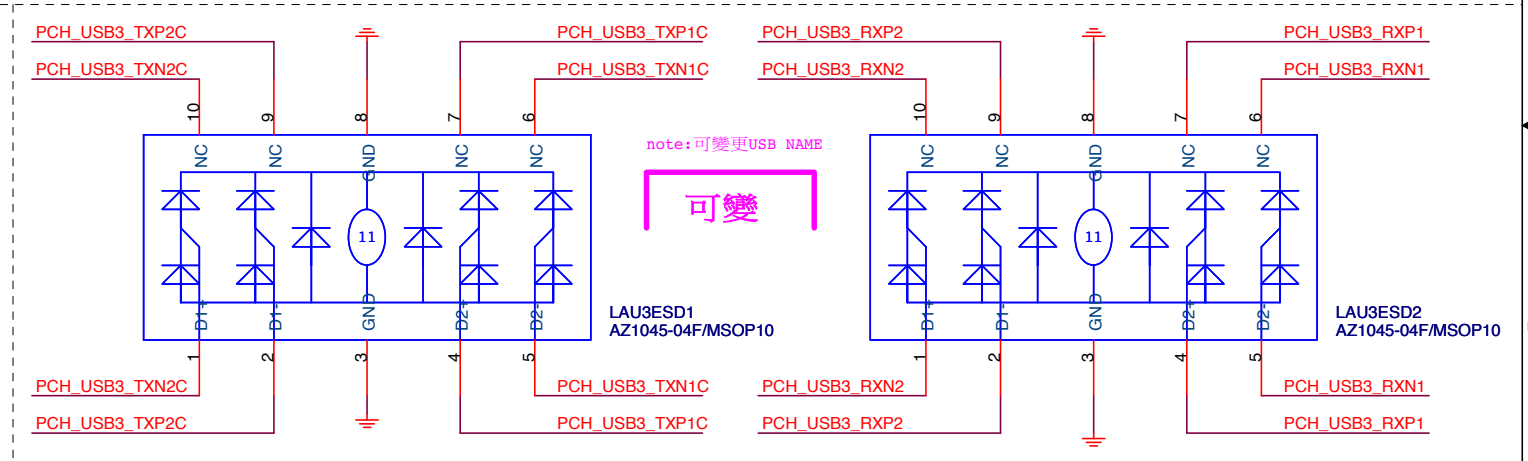 PCH_USB3_TXP2C
PCH_USB3_TXP1C
PCH_USB3_RXP2
PCH_USB3_RXP1
PCH_USB3_TXN2C
PCH_USB3_TXN1C
PCH_USB3_RXN2
PCH_USB3_RXN1
10 9 8 7 6
10 9 8 7 6
NC NC GND NC NC
note:可變更USB NAME
NC NC GND NC NC
可變
11
11
D1+ D1- GND D2+ D2-
LAU3ESD1
AZ1045-04F/MSOP10
D1+ D1- GND D2+ D2-
LAU3ESD2
AZ1045-04F/MSOP10
1 2 3 4 5
1 2 3 4 5
PCH_USB3_TXN2C
PCH_USB3_TXN1C
PCH_USB3_RXN2
PCH_USB3_RXN1
PCH_USB3_TXP2C
PCH_USB3_TXP1C
PCH_USB3_RXP2
PCH_USB3_RXP1